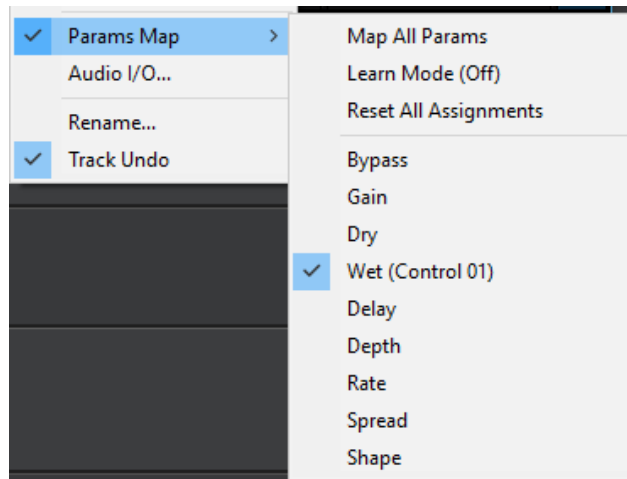 Params Map
Audio I/O...
Rename...
Track Undo
Map All Params
Learn Mode (Off)
Reset All Assignments
Bypass
Gain
Dry
Wet (Control 01)
Delay
Depth
Rate
Spread
Shape